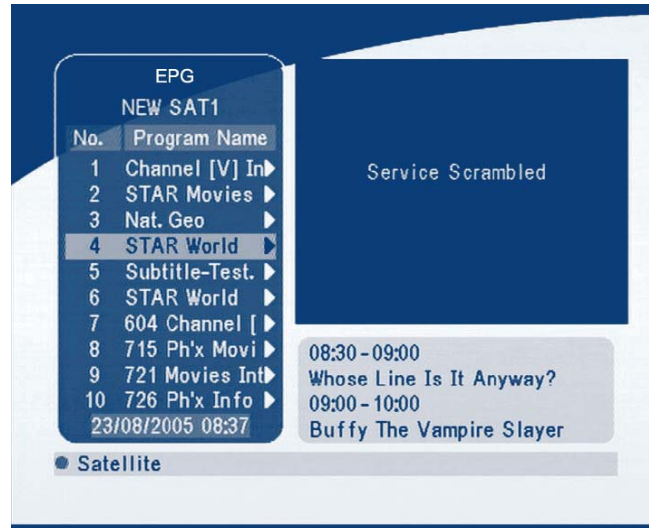 EPG
NEW SAT1
No. Program Name
1 Channel [V] In
2 STAR Movies
3 Nat. Geo
4 STAR World
5 Subtitle-Test.
6 STAR World
7 604 Channel [
8 715 Ph'x Movi
9 721 Movies Int
10 726 Ph'x Info
23/08/2005 08:37
Service Scrambled
08:30-09:00
Whose Line Is It Anyway?
09:00-10:00
Buffy The Vampire Slayer
Satellite